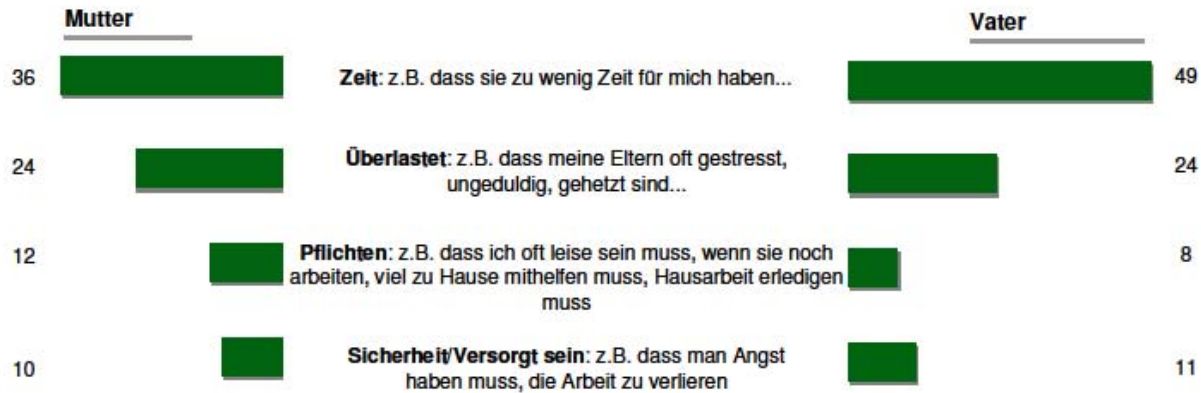 Mutter
Vater
36
Zeit: z.B. dass sie zu wenig Zeit für mich haben...
49
24
Überlastet: z.B. dass meine Eltern oft gestresst,
ungeduldig, gehetzt sind...
24
12
Pflichten: z.B. dass ich oft leise sein muss, wenn sie noch
arbeiten, viel zu Hause mithelfen muss, Hausarbeit erledigen
muss
8
10
Sicherheit/Versorgt sein: z.B. dass man Angst
haben muss, die Arbeit zu verlieren
11